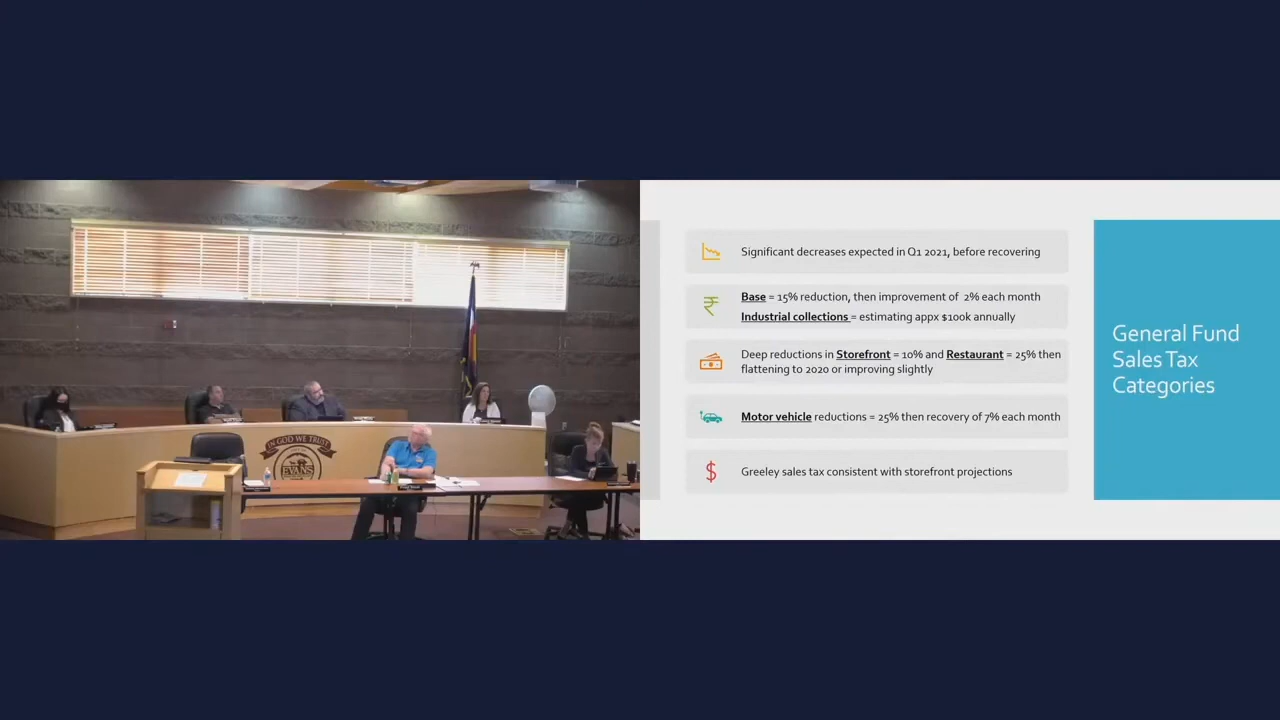 IN GOD WE TRUST
EVANS
Significant decreases expected in Q1 2021, before recovering
Base = 15% reduction, then improvement of 2% each month
Industrial collections = estimating appx $100k annually
Deep reductions in Storefront = 10% and Restaurant = 25% then
flattening to 2020 or improving slightly
Motor vehicle reductions = 25% then recovery of 7% each month
Greeley sales tax consistent with storefront projections
General Fund
Sales Tax
Categories